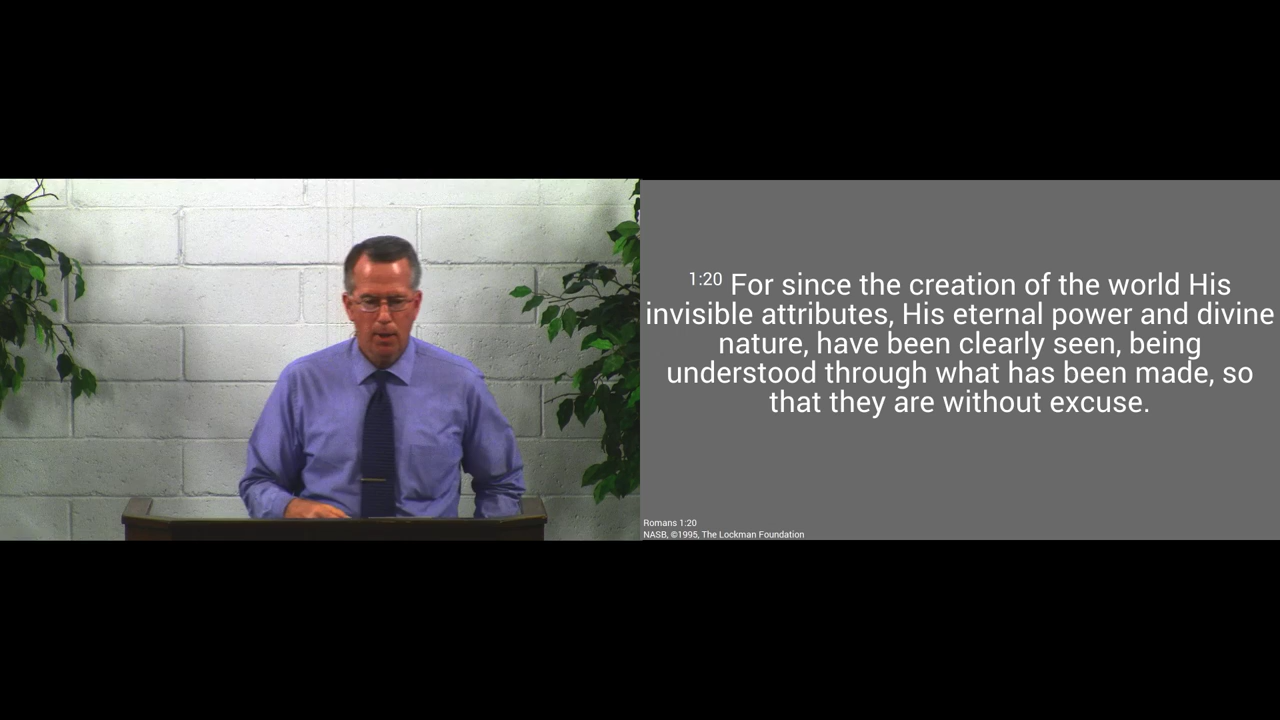 1:20 For since the creation of the world His
invisible attributes, His eternal power and divine
nature, have been clearly seen, being
understood through what has been made, so
that they are without excuse.
Romans 1:20
NASB, ©1995, The Lockman Foundation